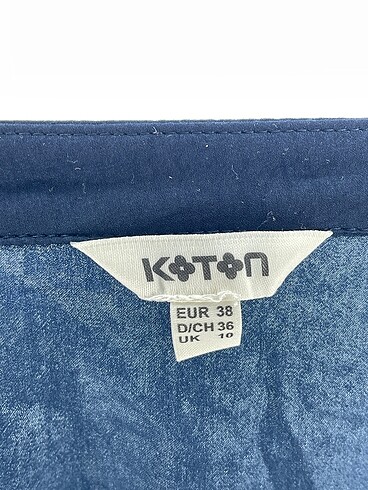 KOTON
EUR 38
D/CH 36
UK 10